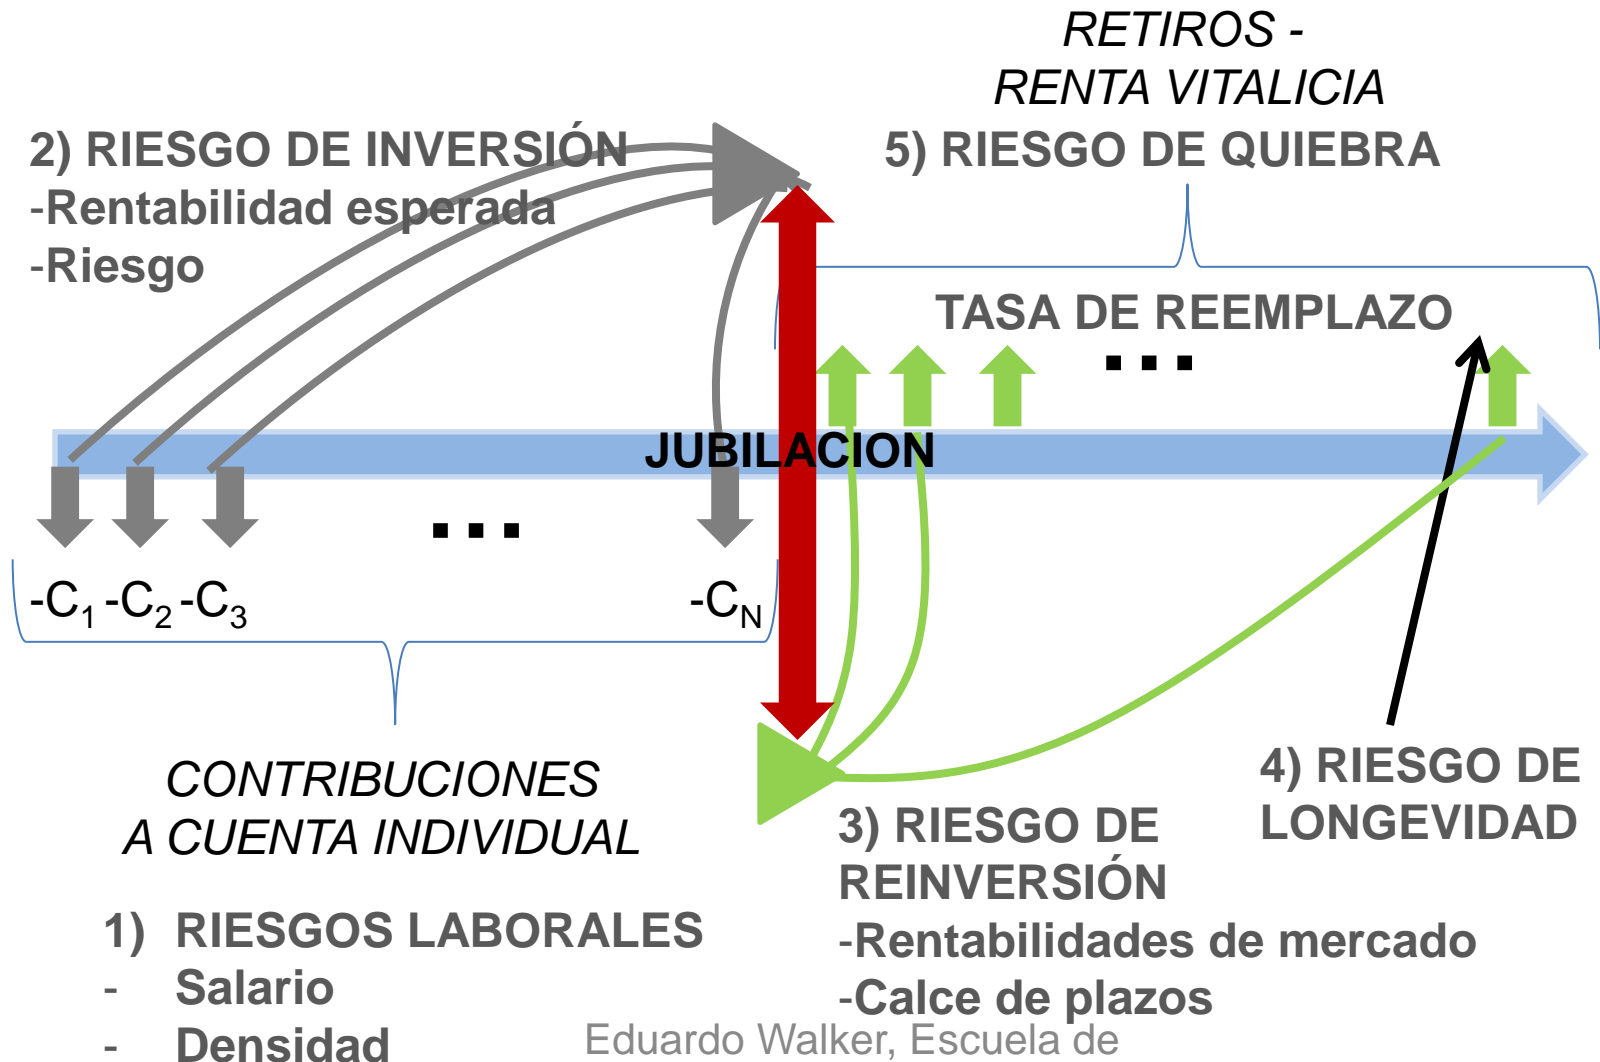 RETIROS -
RENTA VITALICIA
2) RIESGO DE INVERSIÓN
-Rentabilidad esperada
-Riesgo
5) RIESGO DE QUIEBRA
TASA DE REEMPLAZO
...
JUBILACION
...
-C1 -C2 -C3
-CN
CONTRIBUCIONES
A CUENTA INDIVIDUAL
1) RIESGOS LABORALES
- Salario
- Densidad
3) RIESGO DE
REINVERSIÓN
-Rentabilidades de mercado
-Calce de plazos
4) RIESGO DE
LONGEVIDAD
Eduardo Walker, Escuela de